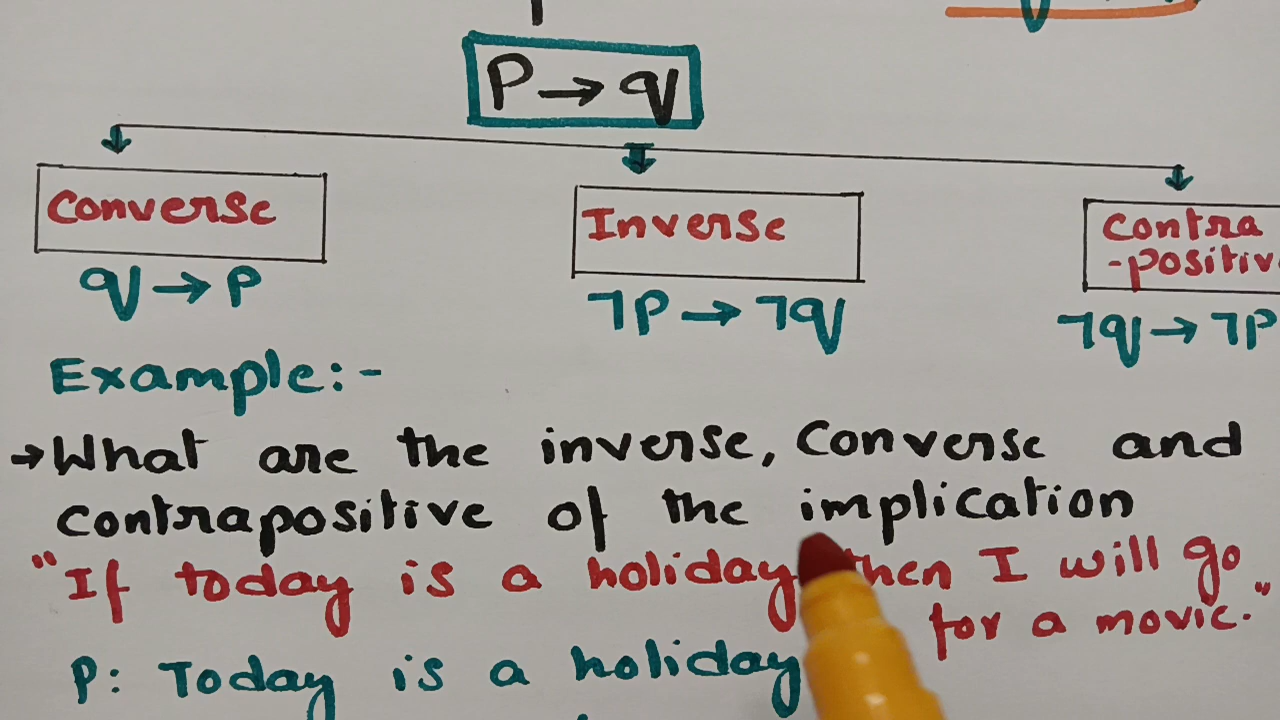 P → q
Converse
Inverse
Contra
-positiv
q → P
¬P → ¬q
¬q → ¬P
Example:-
→ What are the inverse, Converse and
contrapositive of the implication
"If today is a holiday then I will go
for a movie."
P: Today is a holiday